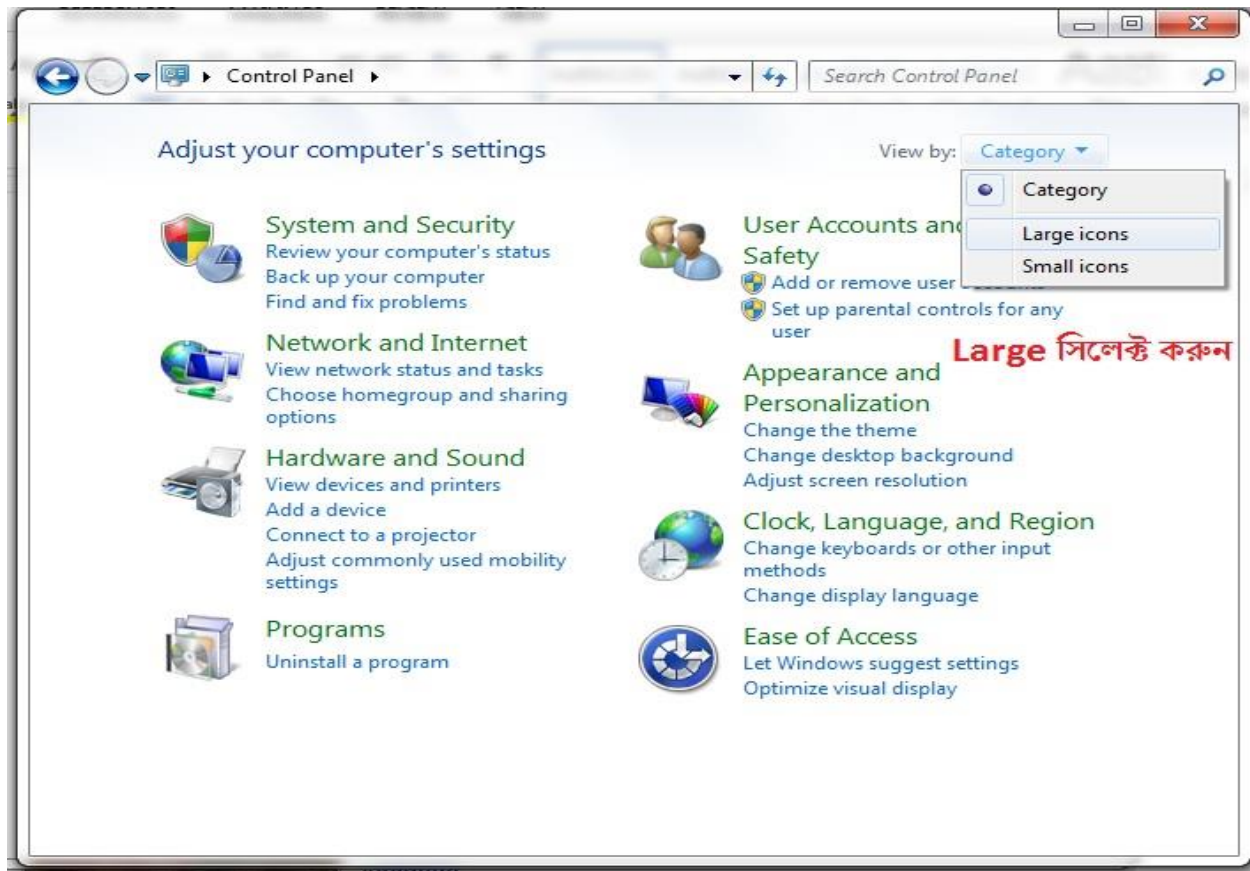 Control Panel
Search Control Panel
Adjust your computer's settings
View by: Category
Category
Large icons
Small icons
System and Security
Review your computer's status
Back up your computer
Find and fix problems
Network and Internet
View network status and tasks
Choose homegroup and sharing
options
Hardware and Sound
View devices and printers
Add a device
Connect to a projector
Adjust commonly used mobility
settings
Programs
Uninstall a program
User Accounts and
Safety
Add or remove user
Set up parental controls for any
user
Large সিলেক্ট করুন
Appearance and
Personalization
Change the theme
Change desktop background
Adjust screen resolution
Clock, Language, and Region
Change keyboards or other input
methods
Change display language
Ease of Access
Let Windows suggest settings
Optimize visual display